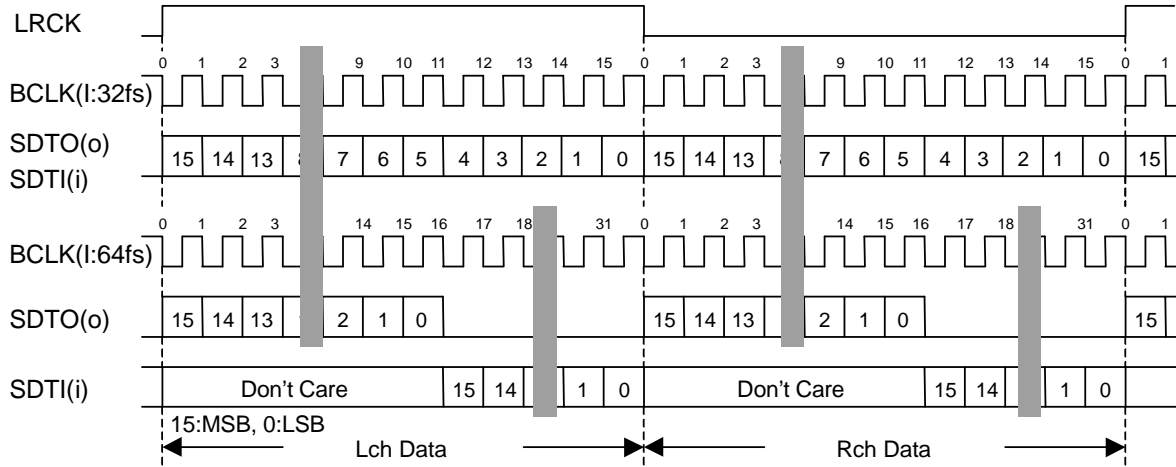 LRCK
0 1 2 3 9 10 11 12 13 14 15 0 1 2 3 9 10 11 12 13 14 15 0 1
BCLK(I:32fs)
SDTO(o)
SDTI(i)
15 14 13 7 6 5 4 3 2 1 0 15 14 13 7 6 5 4 3 2 1 0 15
0 1 2 3 14 15 16 17 18 31 0 1 2 3 14 15 16 17 18 31 0 1
BCLK(I:64fs)
SDTO(o)
15 14 13 2 1 0 15 14 13 2 1 0 15
SDTI(i)
Don't Care 15 14 1 0 Don't Care 15 14 1 0
15:MSB, 0:LSB
Lch Data Rch Data